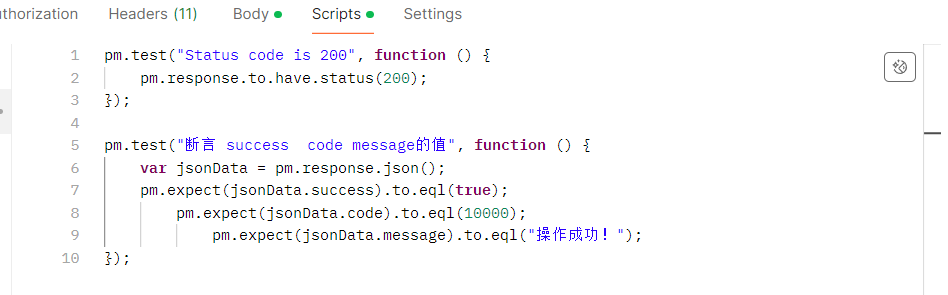 uthorization Headers (11) Body Scripts Settings
1 pm.test("Status code is 200", function () {
2 pm.response.to.have.status(200);
3 });
4
5 pm.test("断言 success  code message的值", function () {
6 var jsonData = pm.response.json();
7 pm.expect(jsonData.success).to.eql(true);
8 pm.expect(jsonData.code).to.eql(10000);
9 pm.expect(jsonData.message).to.eql("操作成功！");
10 });